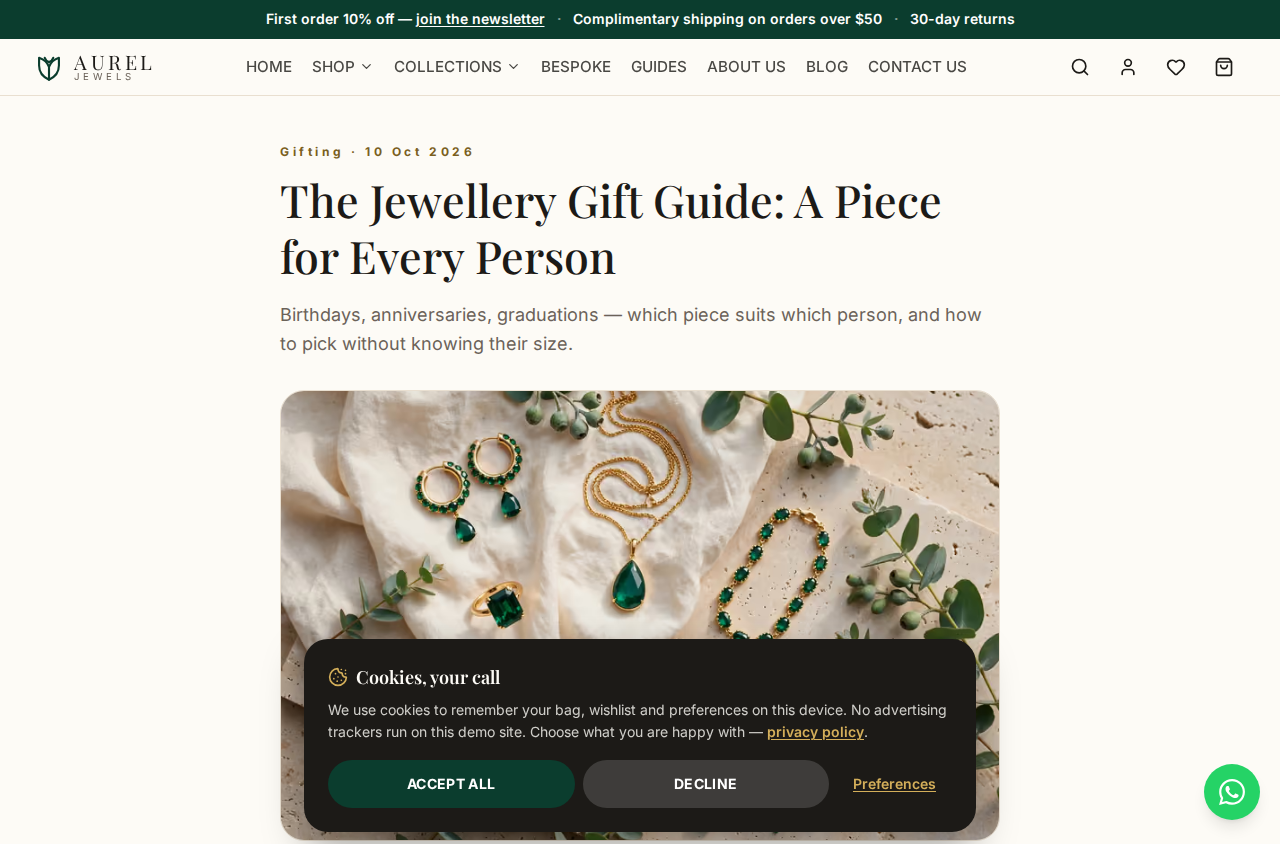 First order 10% off — join the newsletter · Complimentary shipping on orders over $50 · 30-day returns
AUREL
JEWELS
HOME SHOP COLLECTIONS BESPOKE GUIDES ABOUT US BLOG CONTACT US
Gifting · 10 Oct 2026
The Jewellery Gift Guide: A Piece
for Every Person
Birthdays, anniversaries, graduations — which piece suits which person, and how
to pick without knowing their size.
Cookies, your call
We use cookies to remember your bag, wishlist and preferences on this device. No advertising
trackers run on this demo site. Choose what you are happy with — privacy policy.
ACCEPT ALL DECLINE Preferences